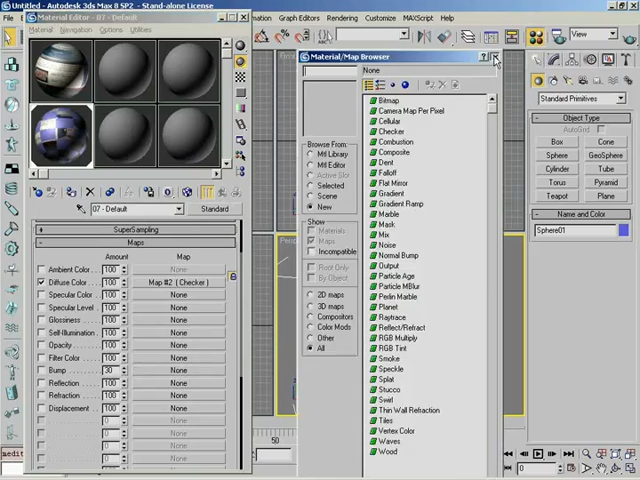 Untitled - Autodesk 3ds Max 8 SP2 - Stand-alone License
Material Editor - 07 - Default
Material Navigation Options Utilities
Animation Graph Editors Rendering Customize MAXScript Help
View
Material/Map Browser
None
Bitmap
Camera Map Per Pixel
Cellular
Checker
Combustion
Composite
Dent
Falloff
Flat Mirror
Gradient
Gradient Ramp
Marble
Mask
Mix
Noise
Normal Bump
Output
Particle Age
Particle MBlur
Perlin Marble
Planet
Raytrace
Reflect/Refract
RGB Multiply
RGB Tint
Smoke
Speckle
Splat
Stucco
Swirl
Thin Wall Refraction
Tiles
Vertex Color
Waves
Wood
Browse From:
Mtl Library
Mtl Editor
Active Slot
Selected
Scene
New
Show
Materials
Maps
Incompatible
Root Only
By Object
2D maps
3D maps
Compositors
Color Mods
Other
All
07 - Default
Standard
+ SuperSampling
- Maps
Amount Map
Ambient Color . . . 100 None
Diffuse Color . . . 100 Map #2 ( Checker )
Specular Color . . 100 None
Specular Level . . 100 None
Glossiness . . . . 100 None
Self-Illumination . 100 None
Opacity . . . . . 100 None
Filter Color . . . 100 None
Bump . . . . . . 30 None
Reflection . . . . 100 None
Refraction . . . . 100 None
Displacement . . 100 None
0 None
0 None
0 None
0 None
Standard Primitives
- Object Type
AutoGrid
Box Cone
Sphere GeoSphere
Cylinder Tube
Torus Pyramid
Teapot Plane
- Name and Color
Sphere01
50
0